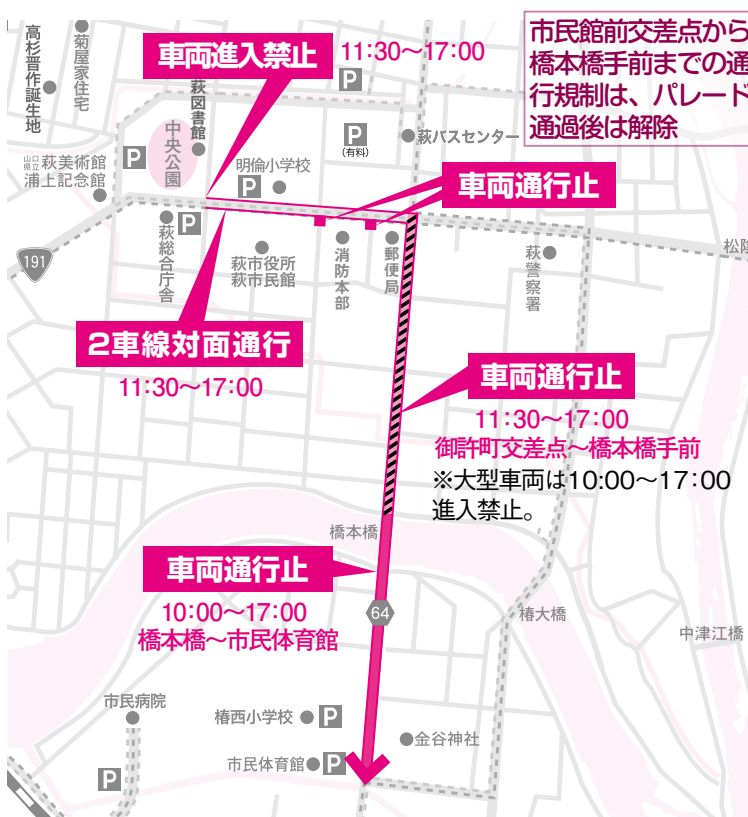 市民館前交差点から
橋本橋手前までの通
行規制は、パレード
通過後は解除
車両進入禁止
11:30〜17:00
高杉晋作誕生地
菊屋家住宅
萩図書館
中央公園
P
P
(有料)
萩バスセンター
山口県立萩美術館
浦上記念館
P
明倫小学校
P
車両通行止
191
萩総合庁舎
P
萩市役所
萩市民館
消防本部
郵便局
萩警察署
松陰
2車線対面通行
11:30〜17:00
車両通行止
11:30〜17:00
御許町交差点〜橋本橋手前
※大型車両は10:00〜17:00
進入禁止。
橋本橋
車両通行止
10:00〜17:00
橋本橋〜市民体育館
64
椿大橋
中津江橋
市民病院
P
椿西小学校
P
市民体育館
P
金谷神社